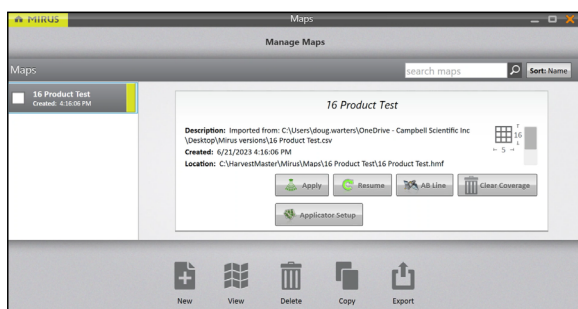 MIRUS
Maps
Manage Maps
Maps
search maps
Sort: Name
16 Product Test
Created: 4:16:06 PM
16 Product Test
Description: Imported from: C:\Users\doug.warters\OneDrive - Campbell Scientific Inc
\Desktop\Mirus versions\16 Product Test.csv
Created: 6/21/2023 4:16:06 PM
Location: C:\HarvestMaster\Mirus\Maps\16 Product Test\16 Product Test.hmf
16
5
Apply
Resume
AB Line
Clear Coverage
Applicator Setup
New
View
Delete
Copy
Export